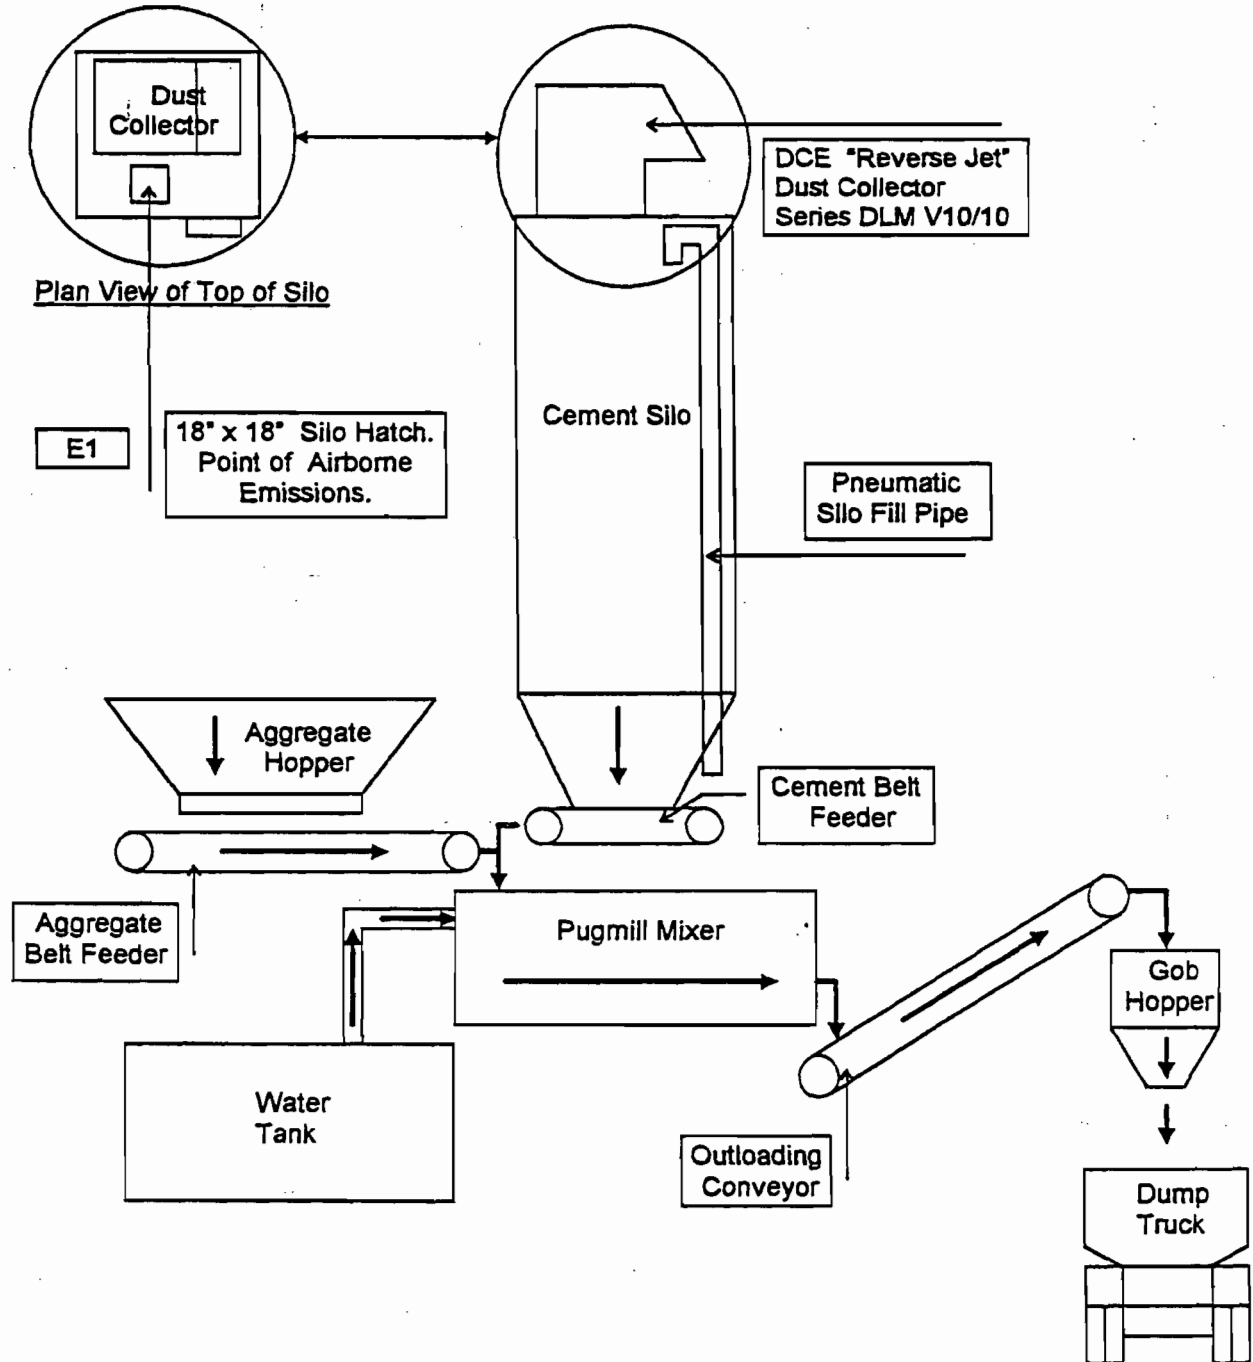 Dust
Collector
DCE "Reverse Jet"
Dust Collector
Series DLM V10/10
Plan View of Top of Silo
E1
18" x 18" Silo Hatch.
Point of Airborne
Emissions.
Cement Silo
Pneumatic
Silo Fill Pipe
Aggregate
Hopper
Cement Belt
Feeder
Aggregate
Belt Feeder
Pugmill Mixer
Gob
Hopper
Water
Tank
Outloading
Conveyor
Dump
Truck